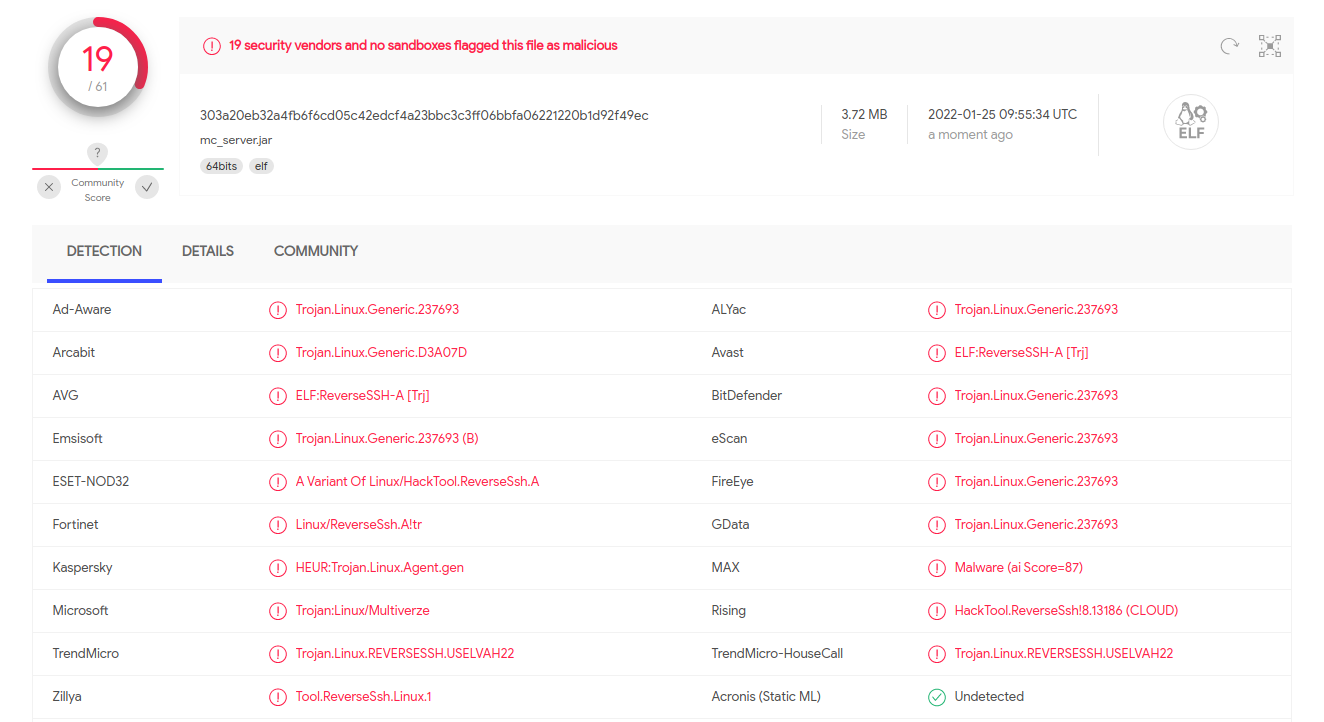 19
/ 61
?
Community
Score
19 security vendors and no sandboxes flagged this file as malicious
303a20eb32a4fb6f6cd05c42edcf4a23bbc3c3ff06bbfa06221220b1d92f49ec
mc_server.jar
64bits elf
3.72 MB
Size
2022-01-25 09:55:34 UTC
a moment ago
ELF
DETECTION DETAILS COMMUNITY
Ad-Aware Trojan.Linux.Generic.237693 ALYac Trojan.Linux.Generic.237693
Arcabit Trojan.Linux.Generic.D3A07D Avast ELF:ReverseSSH-A [Trj]
AVG ELF:ReverseSSH-A [Trj] BitDefender Trojan.Linux.Generic.237693
Emsisoft Trojan.Linux.Generic.237693 (B) eScan Trojan.Linux.Generic.237693
ESET-NOD32 A Variant Of Linux/HackTool.ReverseSsh.A FireEye Trojan.Linux.Generic.237693
Fortinet Linux/ReverseSsh.A!tr GData Trojan.Linux.Generic.237693
Kaspersky HEUR:Trojan.Linux.Agent.gen MAX Malware (ai Score=87)
Microsoft Trojan:Linux/Multiverze Rising HackTool.ReverseSsh!8.13186 (CLOUD)
TrendMicro Trojan.Linux.REVERSESSH.USELVAH22 TrendMicro-HouseCall Trojan.Linux.REVERSESSH.USELVAH22
Zillya Tool.ReverseSsh.Linux.1 Acronis (Static ML) Undetected